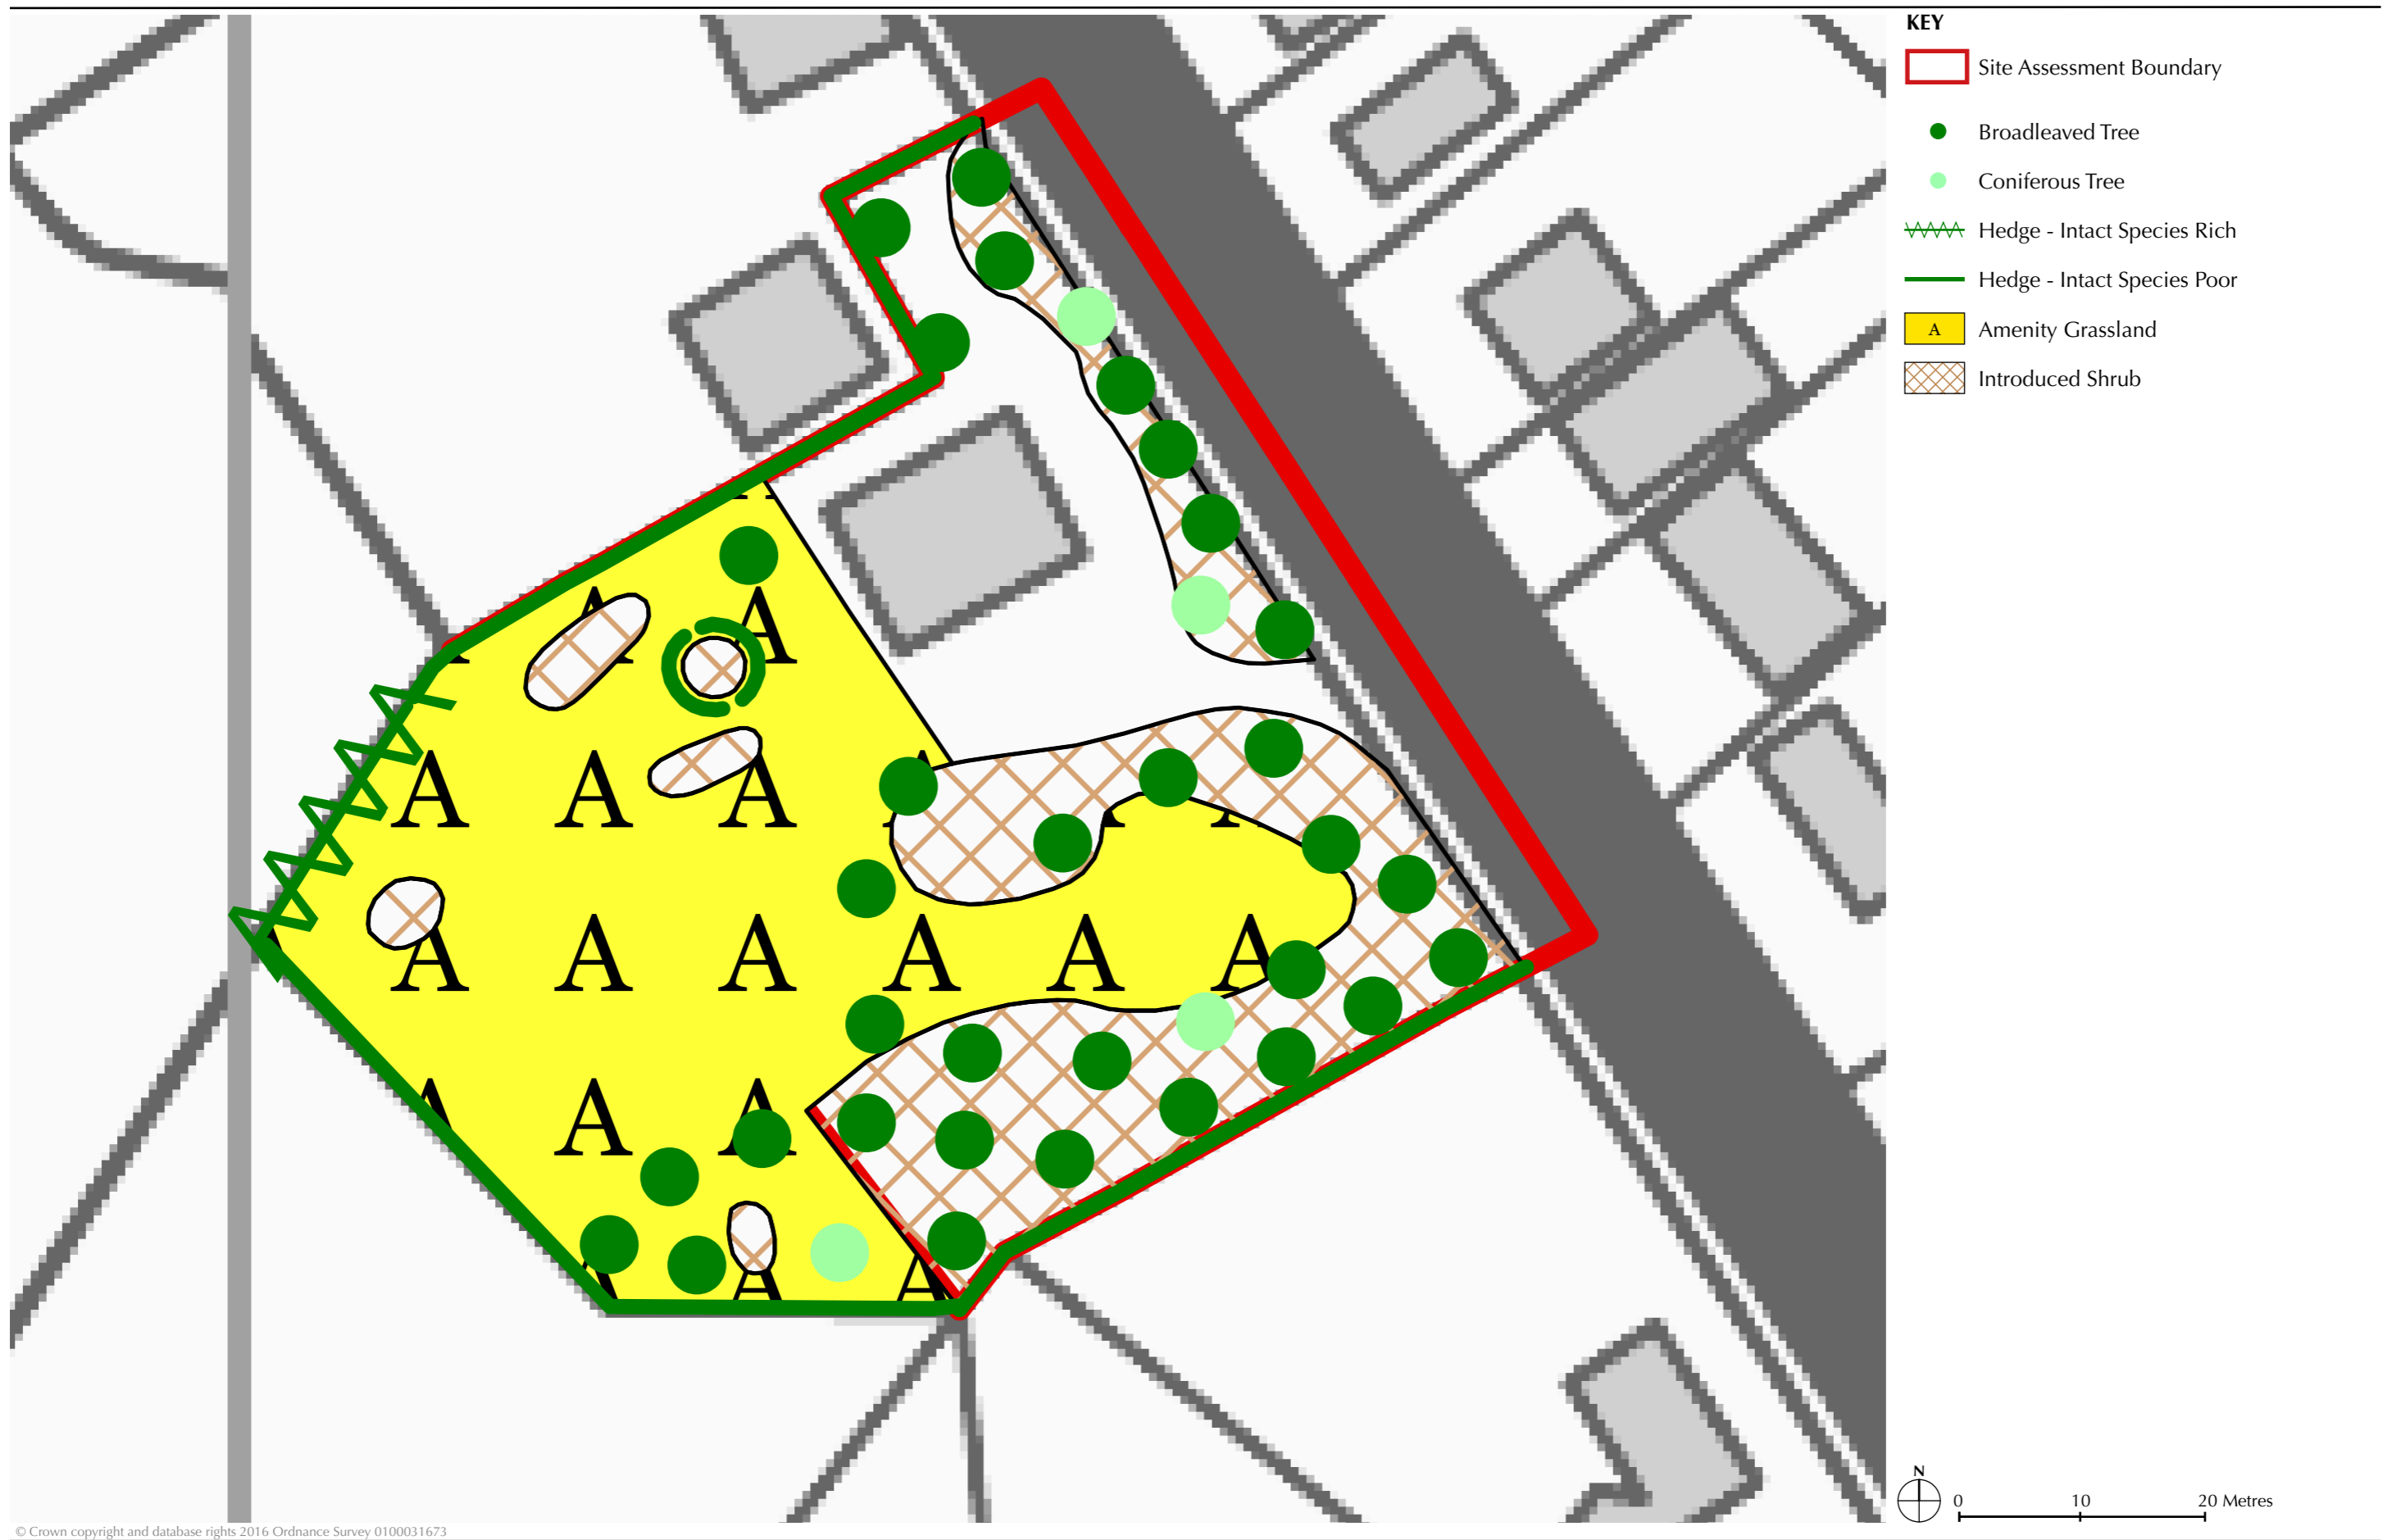 KEY
Site Assessment Boundary
Broadleaved Tree
Coniferous Tree
Hedge - Intact Species Rich
Hedge - Intact Species Poor
A Amenity Grassland
Introduced Shrub
A
A A
A A A A A A
A A A A A A
A A A
A A A
N
0 10 20 Metres
© Crown copyright and database rights 2016 Ordnance Survey 0100031673